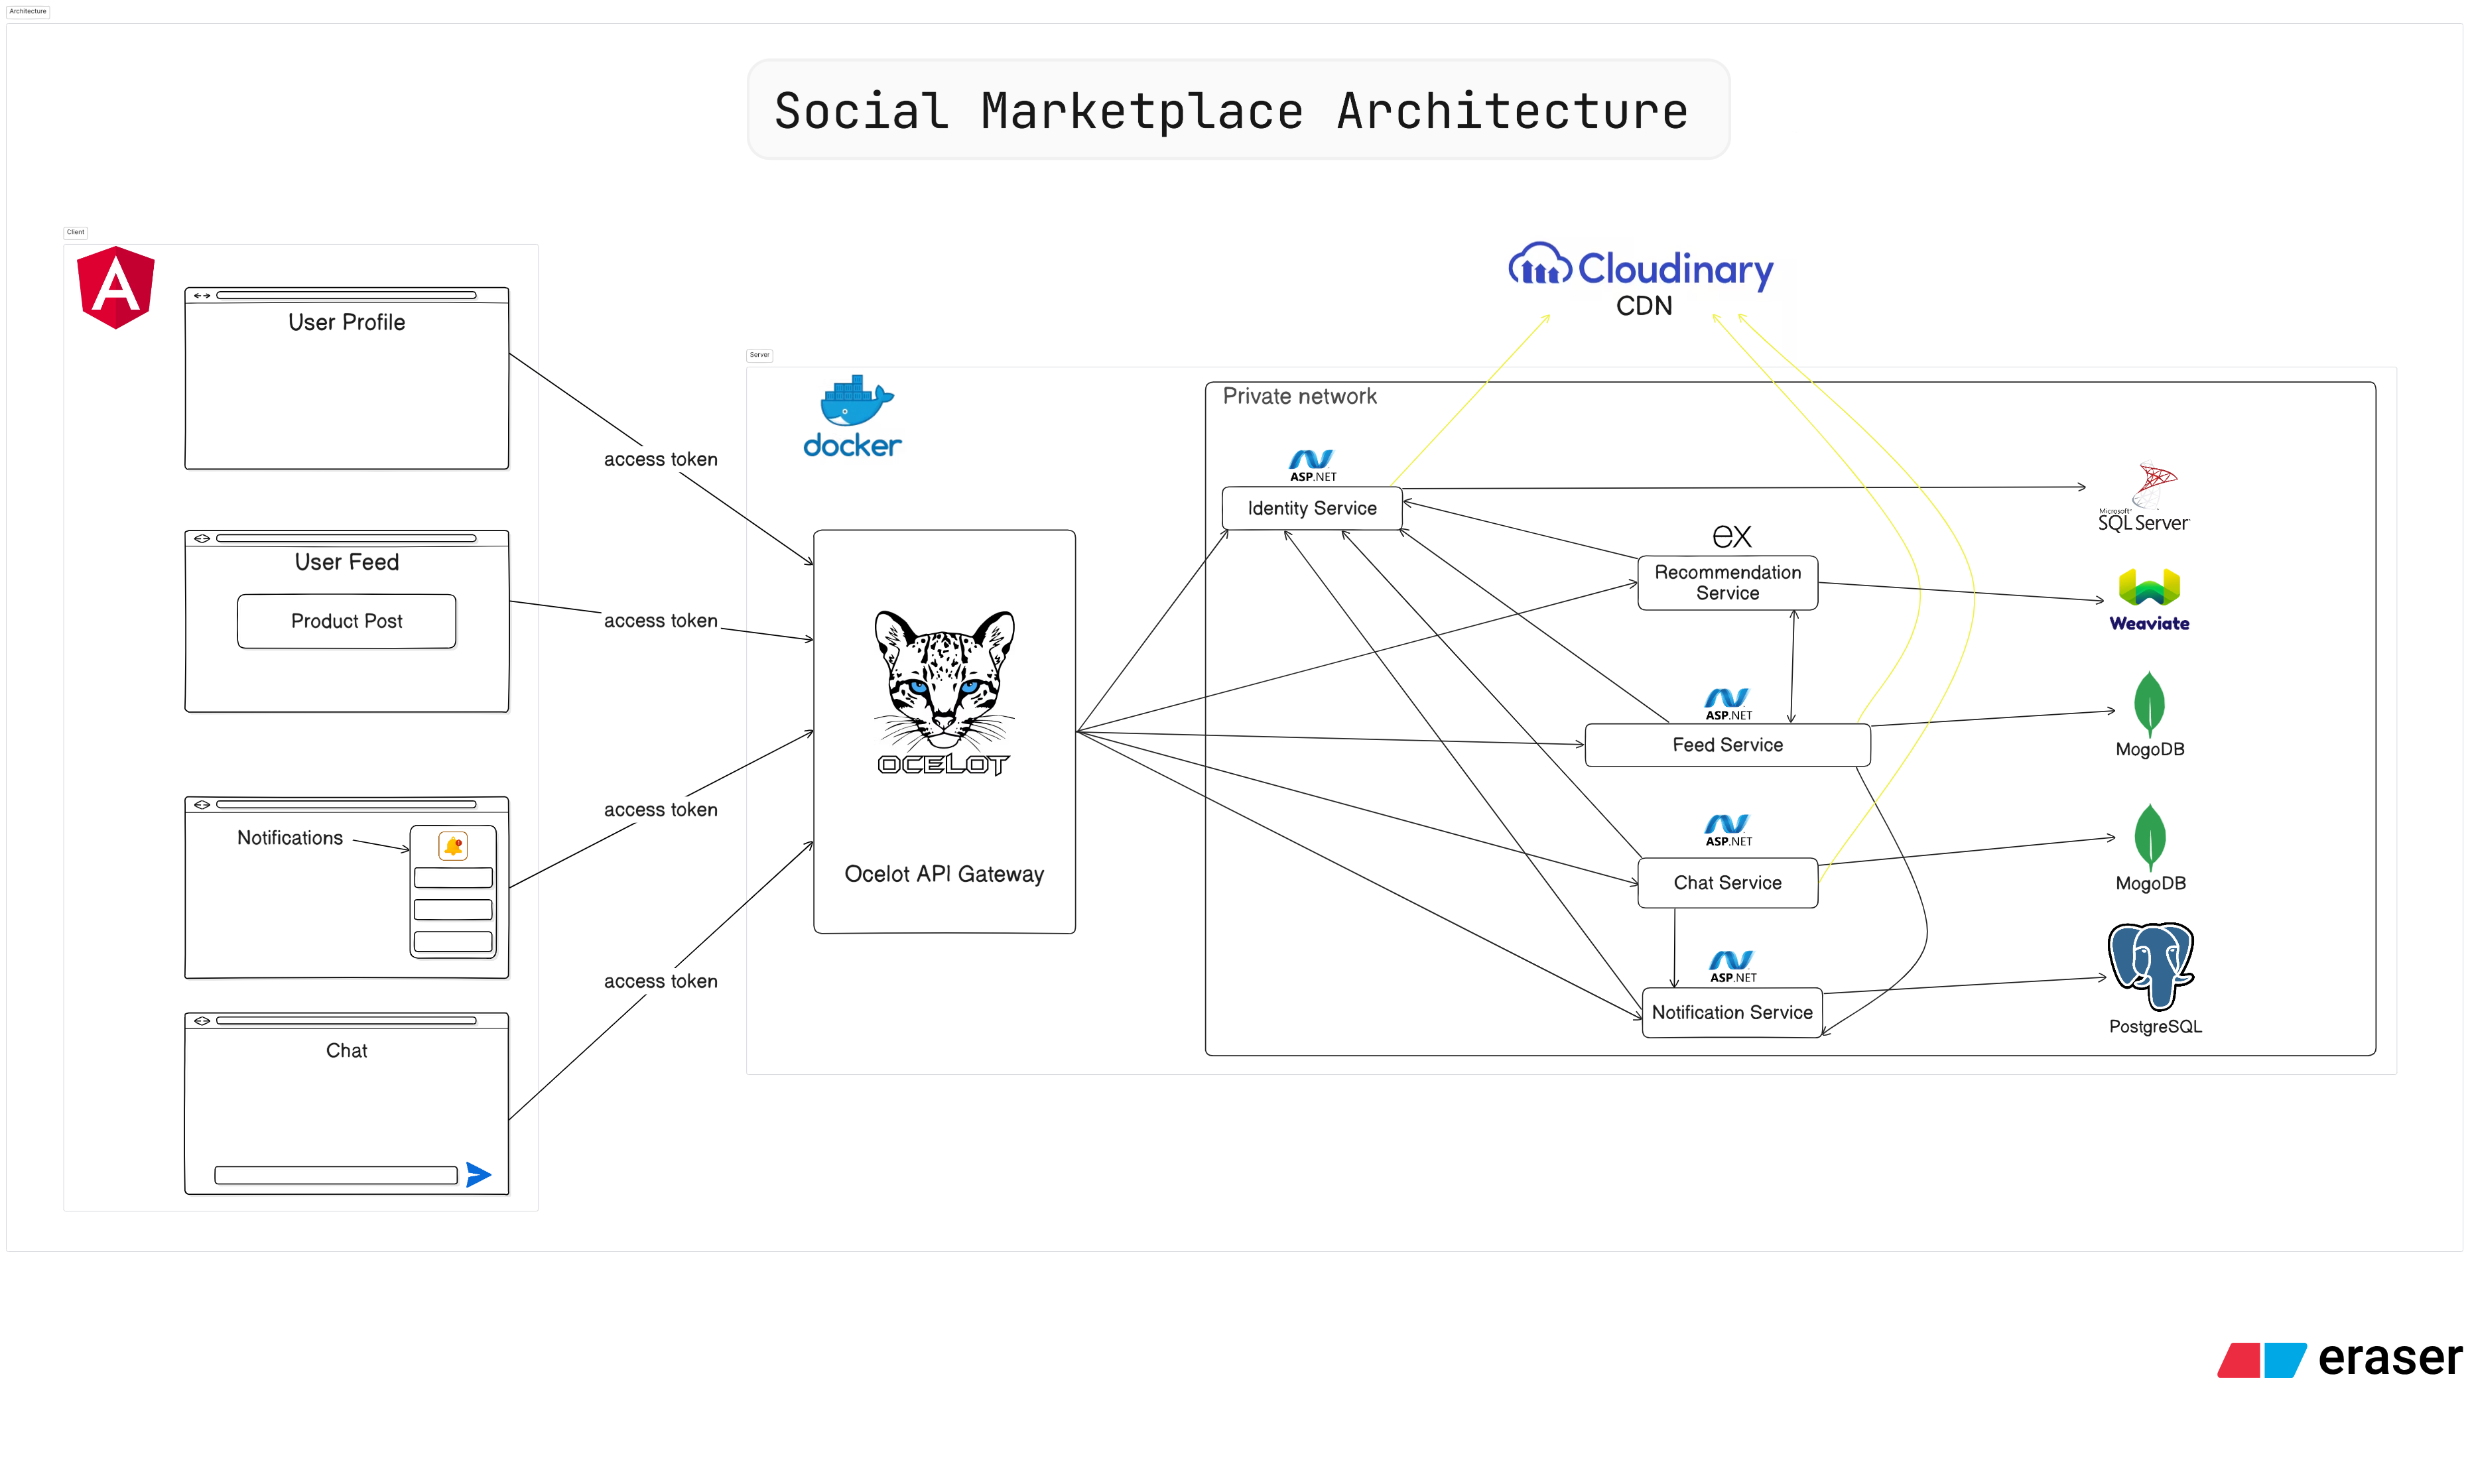 Architecture
Social Marketplace Architecture
Client
User Profile
User Feed
Product Post
Notifications
Chat
access token
access token
access token
access token
Server
docker
OCELOT
Ocelot API Gateway
Cloudinary
CDN
Private network
ASP.NET
Identity Service
ex
Recommendation
Service
ASP.NET
Feed Service
ASP.NET
Chat Service
ASP.NET
Notification Service
Microsoft
SQL Server
Weaviate
MogoDB
MogoDB
PostgreSQL
eraser